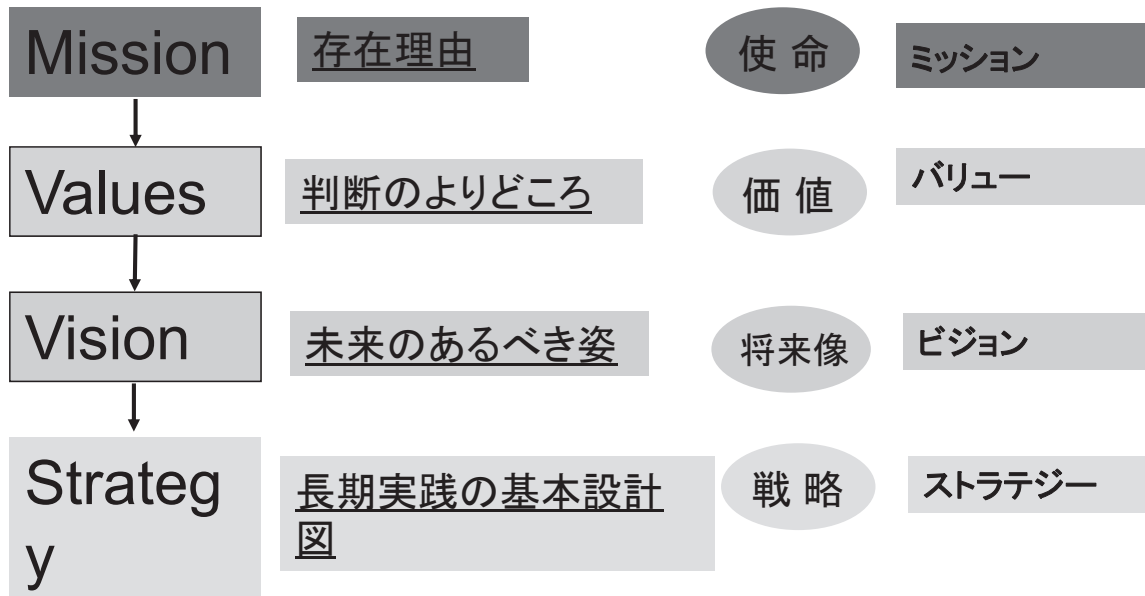 Mission
存在理由
使 命
ミッション
Values
判断のよりどころ
価 値
バリュー
Vision
未来のあるべき姿
将来像
ビジョン
Strateg
y
長期実践の基本設計
図
戦 略
ストラテジー